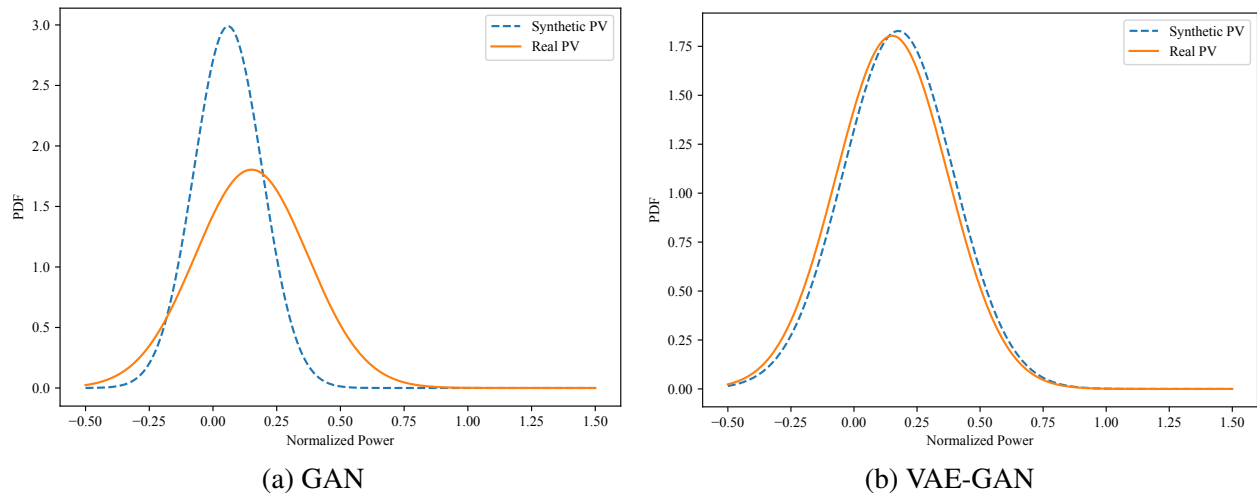 Synthetic PV
Real PV
3.0
2.5
2.0
1.5
1.0
0.5
0.0
PDF
−0.50 −0.25 0.00 0.25 0.50 0.75 1.00 1.25 1.50
Normalized Power
(a) GAN
Synthetic PV
Real PV
1.75
1.50
1.25
1.00
0.75
0.50
0.25
0.00
PDF
−0.50 −0.25 0.00 0.25 0.50 0.75 1.00 1.25 1.50
Normalized Power
(b) VAE-GAN